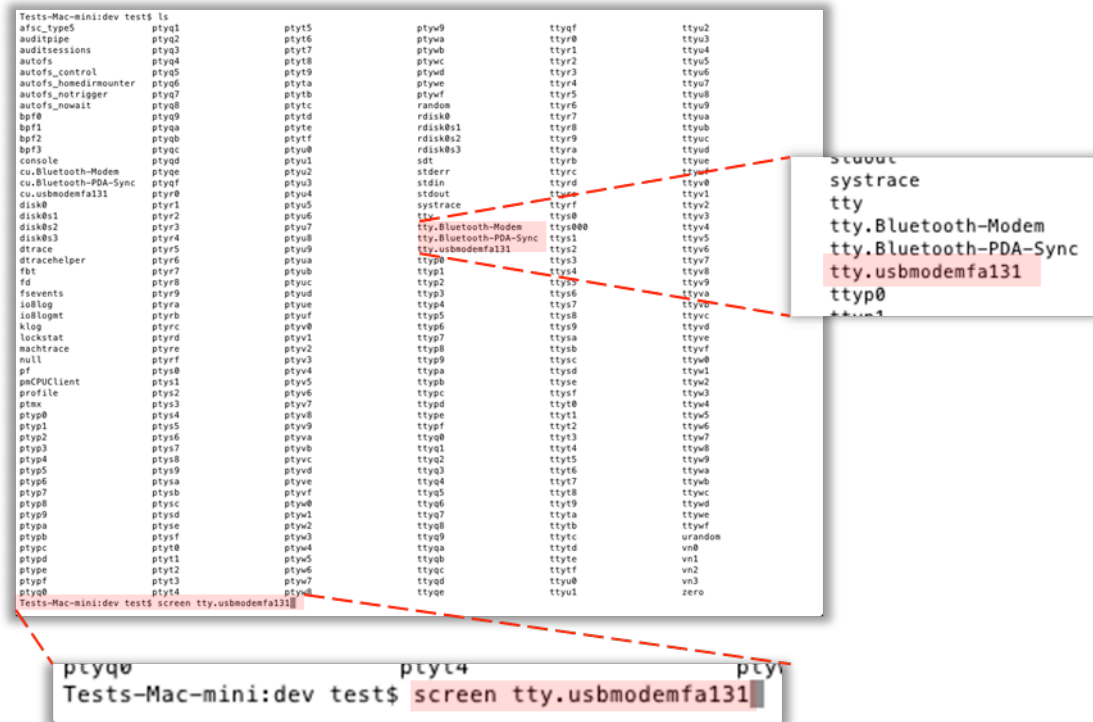 Tests-Mac-mini:dev test$ ls
afsc_type5 ptyq1 ptyt5 ptyw9 ttyqf ttyu2
auditpipe ptyq2 ptyt6 ptywa ttyr0 ttyu3
auditsessions ptyq3 ptyt7 ptywb ttyr1 ttyu4
autofs ptyq4 ptyt8 ptywc ttyr2 ttyu5
autofs_control ptyq5 ptyt9 ptywd ttyr3 ttyu6
autofs_homedirmounter ptyq6 ptyta ptywe ttyr4 ttyu7
autofs_notrigger ptyq7 ptytb ptywf ttyr5 ttyu8
autofs_nowait ptyq8 ptytc random ttyr6 ttyu9
bpf0 ptyq9 ptytd rdisk0 ttyr7 ttyua
bpf1 ptyqa ptyte rdisk0s1 ttyr8 ttyub
bpf2 ptyqb ptytf rdisk0s2 ttyr9 ttyuc
bpf3 ptyqc ptyu0 rdisk0s3 ttyra ttyud
console ptyqd ptyu1 sdt ttyrb ttyue
cu.Bluetooth-Modem ptyqe ptyu2 stderr ttyrc ttyuf
cu.Bluetooth-PDA-Sync ptyqf ptyu3 stdin ttyrd ttyv0
cu.usbmodemfa131 ptyr0 ptyu4 stdout ttyre ttyv1
disk0 ptyr1 ptyu5 systrace ttyrf ttyv2
disk0s1 ptyr2 ptyu6 tty ttys0 ttyv3
disk0s2 ptyr3 ptyu7 tty.Bluetooth-Modem ttys000 ttyv4
disk0s3 ptyr4 ptyu8 tty.Bluetooth-PDA-Sync ttys1 ttyv5
dtrace ptyr5 ptyu9 tty.usbmodemfa131 ttys2 ttyv6
dtracehelper ptyr6 ptyua ttyp0 ttys3 ttyv7
fbt ptyr7 ptyub ttyp1 ttys4 ttyv8
fd ptyr8 ptyuc ttyp2 ttys5 ttyv9
fsevents ptyr9 ptyud ttyp3 ttys6 ttyva
io8log ptyra ptyue ttyp4 ttys7 ttyvb
io8logmt ptyrb ptyuf ttyp5 ttys8 ttyvc
klog ptyrc ptyv0 ttyp6 ttys9 ttyvd
lockstat ptyrd ptyv1 ttyp7 ttysa ttyve
machtrace ptyre ptyv2 ttyp8 ttysb ttyvf
null ptyrf ptyv3 ttyp9 ttysc ttyw0
pf ptys0 ptyv4 ttypa ttysd ttyw1
pmCPUClient ptys1 ptyv5 ttypb ttyse ttyw2
profile ptys2 ptyv6 ttypc ttysf ttyw3
ptmx ptys3 ptyv7 ttypd ttyt0 ttyw4
ptyp0 ptys4 ptyv8 ttype ttyt1 ttyw5
ptyp1 ptys5 ptyv9 ttypf ttyt2 ttyw6
ptyp2 ptys6 ptyva ttyq0 ttyt3 ttyw7
ptyp3 ptys7 ptyvb ttyq1 ttyt4 ttyw8
ptyp4 ptys8 ptyvc ttyq2 ttyt5 ttyw9
ptyp5 ptys9 ptyvd ttyq3 ttyt6 ttywa
ptyp6 ptysa ptyve ttyq4 ttyt7 ttywb
ptyp7 ptysb ptyvf ttyq5 ttyt8 ttywc
ptyp8 ptysc ptyw0 ttyq6 ttyt9 ttywd
ptyp9 ptysd ptyw1 ttyq7 ttyta ttywe
ptypa ptyse ptyw2 ttyq8 ttytb ttywf
ptypb ptysf ptyw3 ttyq9 ttytc urandom
ptypc ptyt0 ptyw4 ttyqa ttytd vn0
ptypd ptyt1 ptyw5 ttyqb ttyte vn1
ptype ptyt2 ptyw6 ttyqc ttytf vn2
ptypf ptyt3 ptyw7 ttyqd ttyu0 vn3
ptyq0 ptyt4 ptyw8 ttyqe ttyu1 zero
Tests-Mac-mini:dev test$ screen tty.usbmodemfa131
stdout
systrace
tty
tty.Bluetooth-Modem
tty.Bluetooth-PDA-Sync
tty.usbmodemfa131
ttyp0
ttyp1
ptyq0 ptyt4 pty
Tests-Mac-mini:dev test$ screen tty.usbmodemfa131